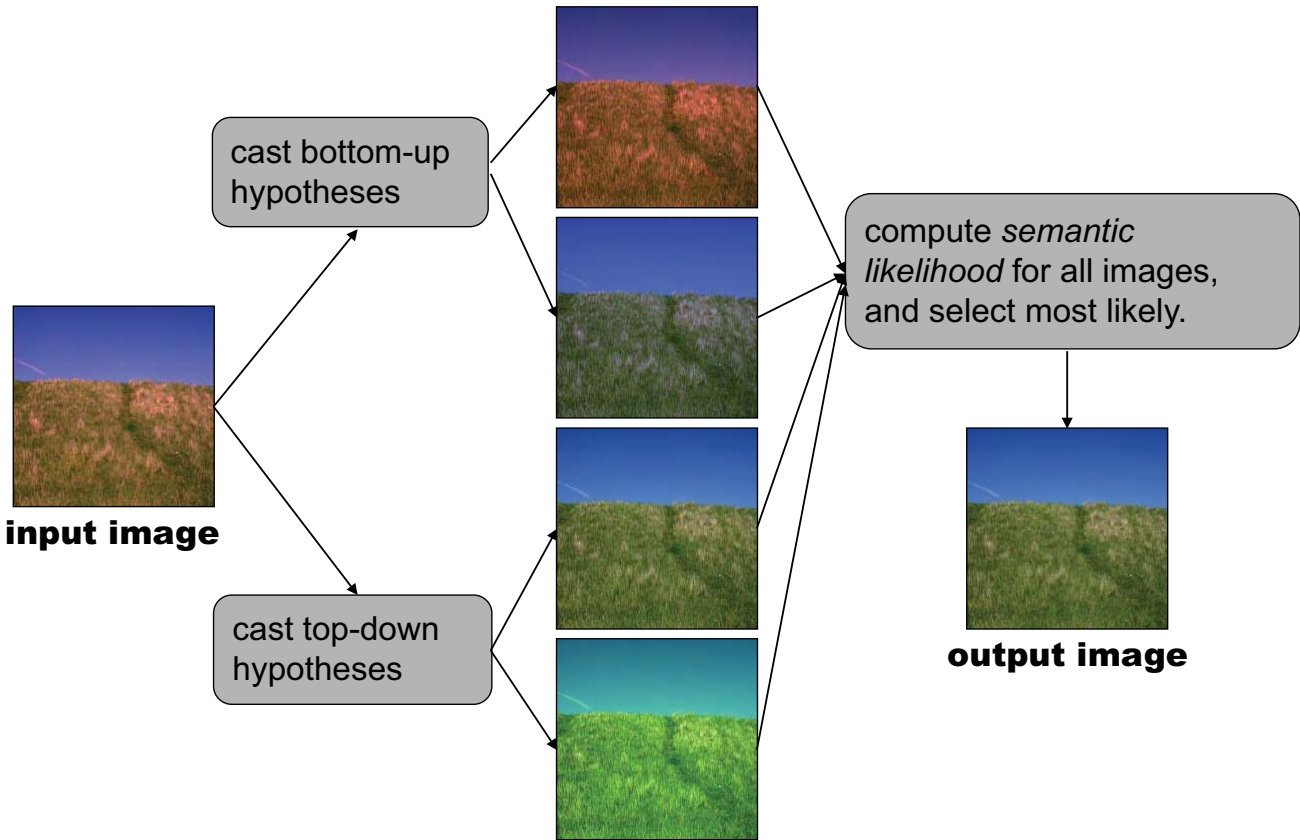 cast bottom-up
hypotheses
compute semantic
likelihood for all images,
and select most likely.
input image
cast top-down
hypotheses
output image